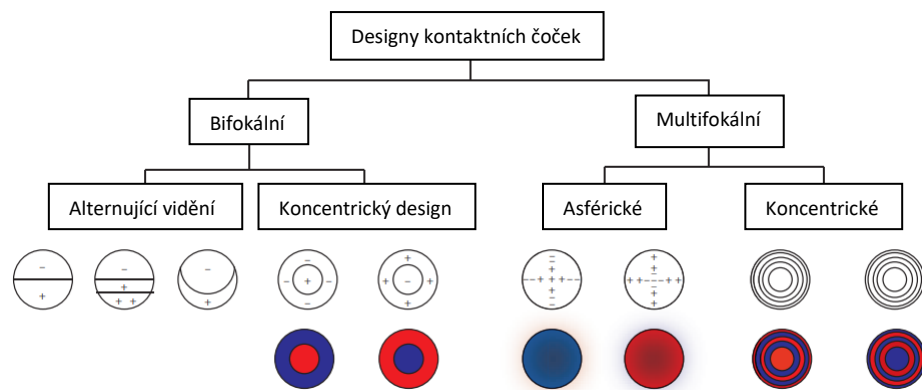 Designy kontaktních čoček
Bifokální
Multifokální
Alternující vidění
Koncentrický design
Asférické
Koncentrické